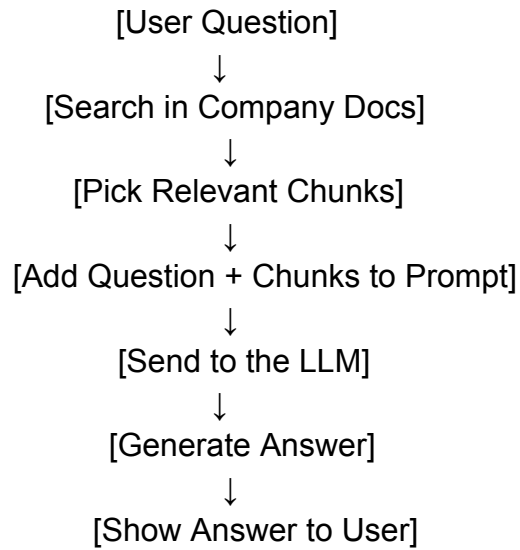 [User Question]
↓
[Search in Company Docs]
↓
[Pick Relevant Chunks]
↓
[Add Question + Chunks to Prompt]
↓
[Send to the LLM]
↓
[Generate Answer]
↓
[Show Answer to User]